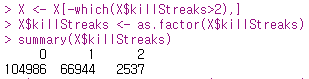 > X <- X[-which(X$killStreaks>2),]
> X$killStreaks <- as.factor(X$killStreaks)
> summary(X$killStreaks)
     0      1      2
104986  66944   2537